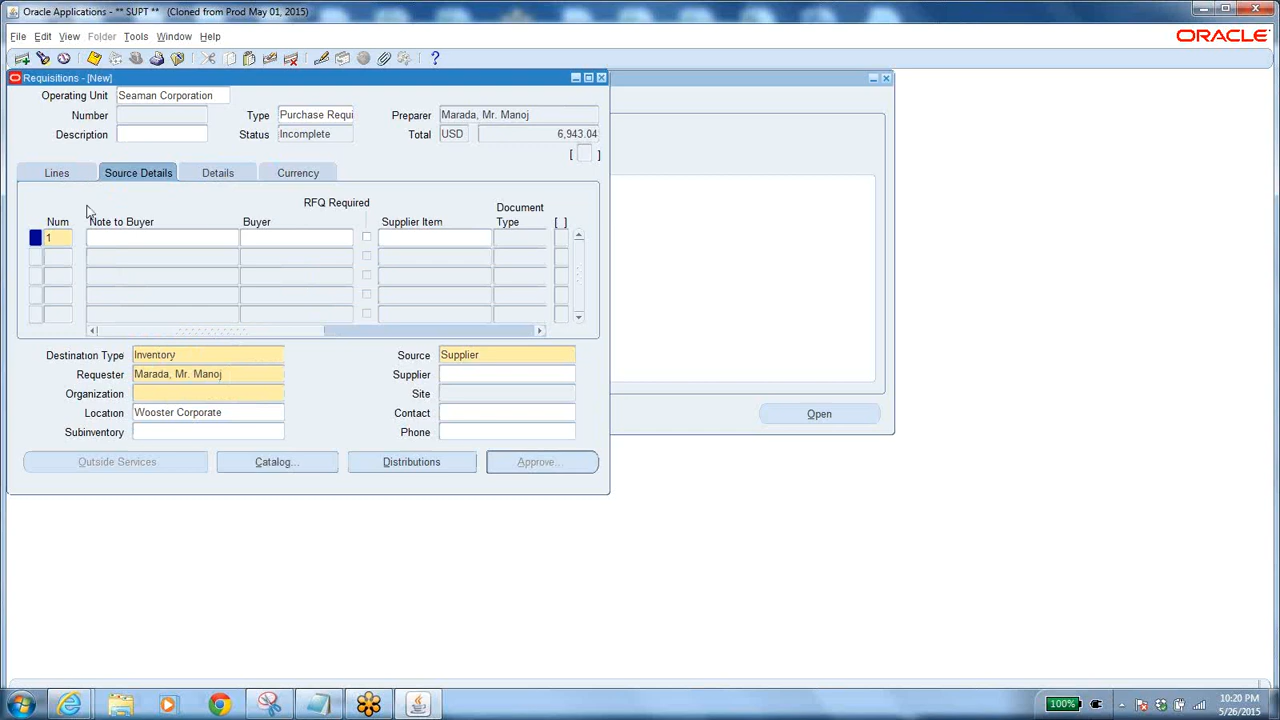 Oracle Applications - ** SUPT ** (Cloned from Prod May 01, 2015)
File Edit View Folder Tools Window Help
ORACLE
Requisitions - [New]
Operating Unit Seaman Corporation
Number Type Purchase Requi Preparer Marada, Mr. Manoj
Description Status Incomplete Total USD 6,943.04
[ ]
Lines Source Details Details Currency
RFQ Required
Document
Num Note to Buyer Buyer Supplier Item Type [ ]
1
Destination Type Inventory Source Supplier
Requester Marada, Mr. Manoj Supplier
Organization Site
Location Wooster Corporate Contact
Subinventory Phone
Outside Services Catalog... Distributions Approve...
Open
100% 10:20 PM
5/26/2015